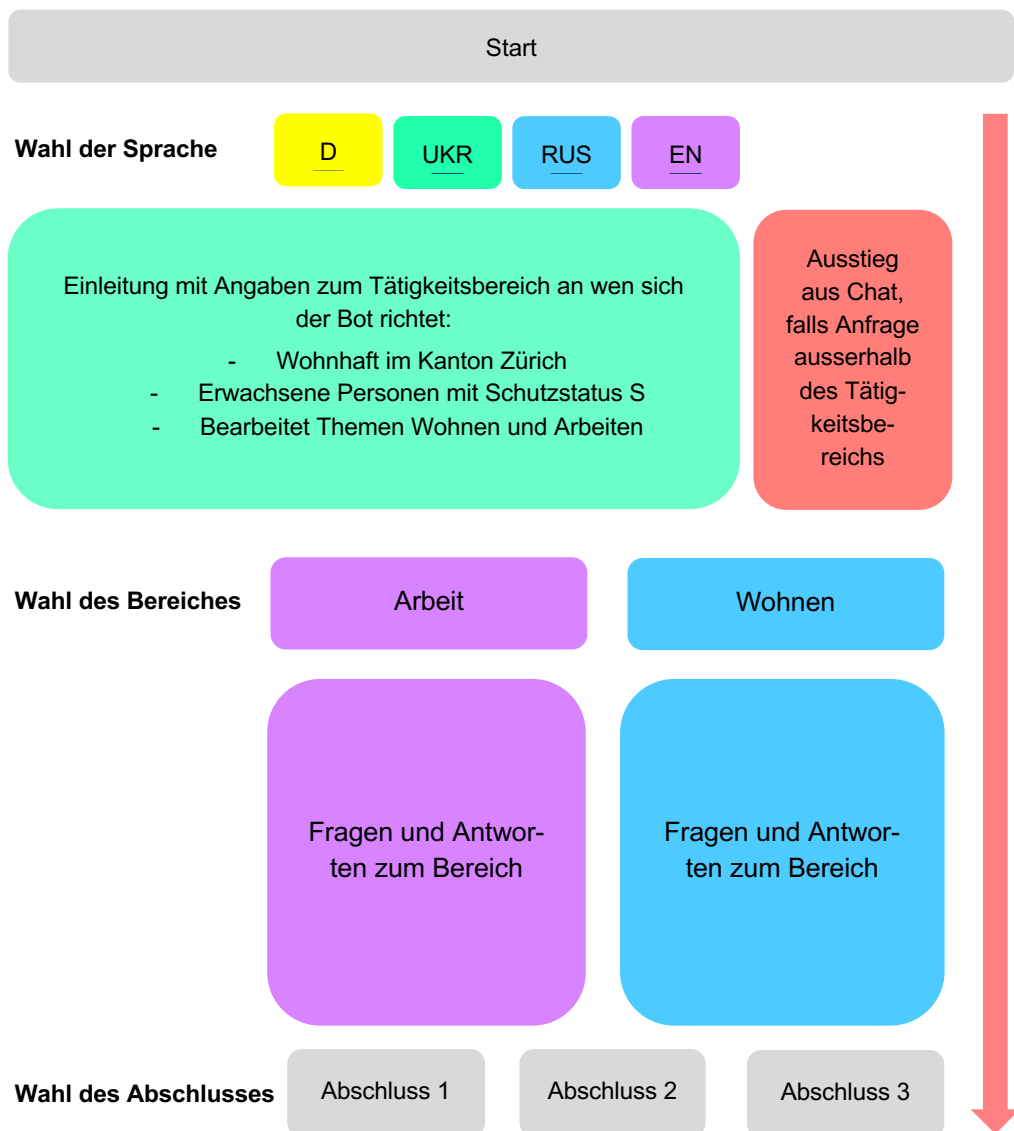 Start
Wahl der Sprache
D
UKR
RUS
EN
Einleitung mit Angaben zum Tätigkeitsbereich an wen sich
der Bot richtet:
- Wohnhaft im Kanton Zürich
- Erwachsene Personen mit Schutzstatus S
- Bearbeitet Themen Wohnen und Arbeiten
Ausstieg
aus Chat,
falls Anfrage
ausserhalb
des Tätig-
keitsbe-
reichs
Wahl des Bereiches
Arbeit
Wohnen
Fragen und Antwor-
ten zum Bereich
Fragen und Antwor-
ten zum Bereich
Wahl des Abschlusses
Abschluss 1
Abschluss 2
Abschluss 3